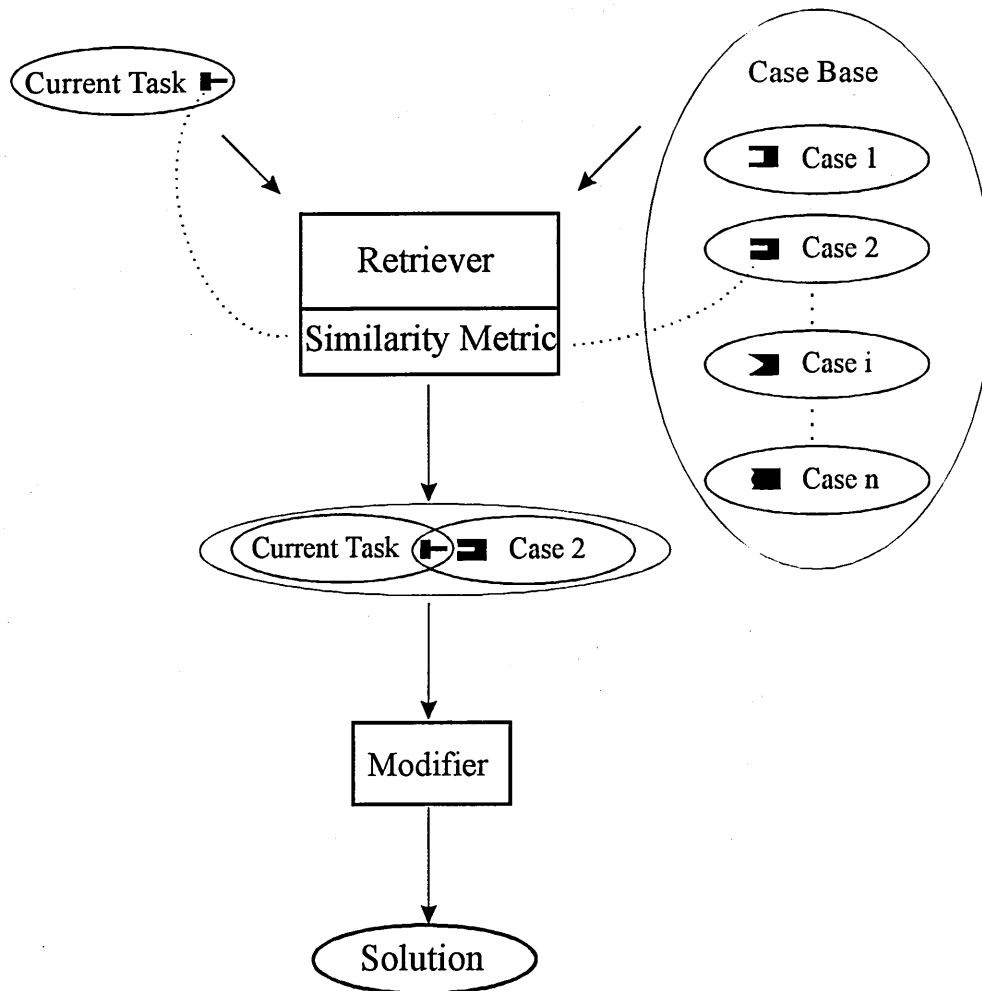 Current Task
Case Base
Case 1
Case 2
Case i
Case n
Retriever
Similarity Metric
Current Task
Case 2
Modifier
Solution